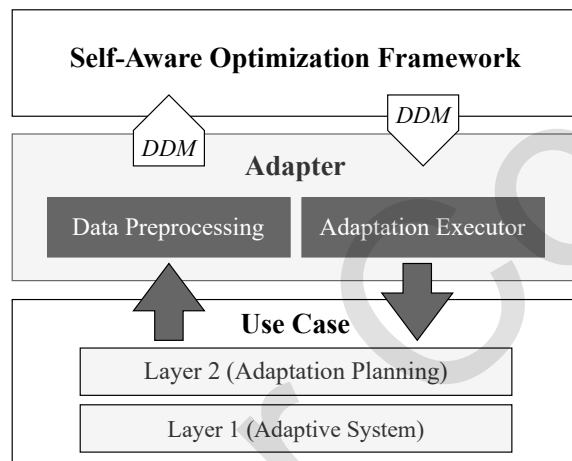 Self-Aware Optimization Framework
DDM
DDM
Adapter
Data Preprocessing
Adaptation Executor
Use Case
Layer 2 (Adaptation Planning)
Layer 1 (Adaptive System)